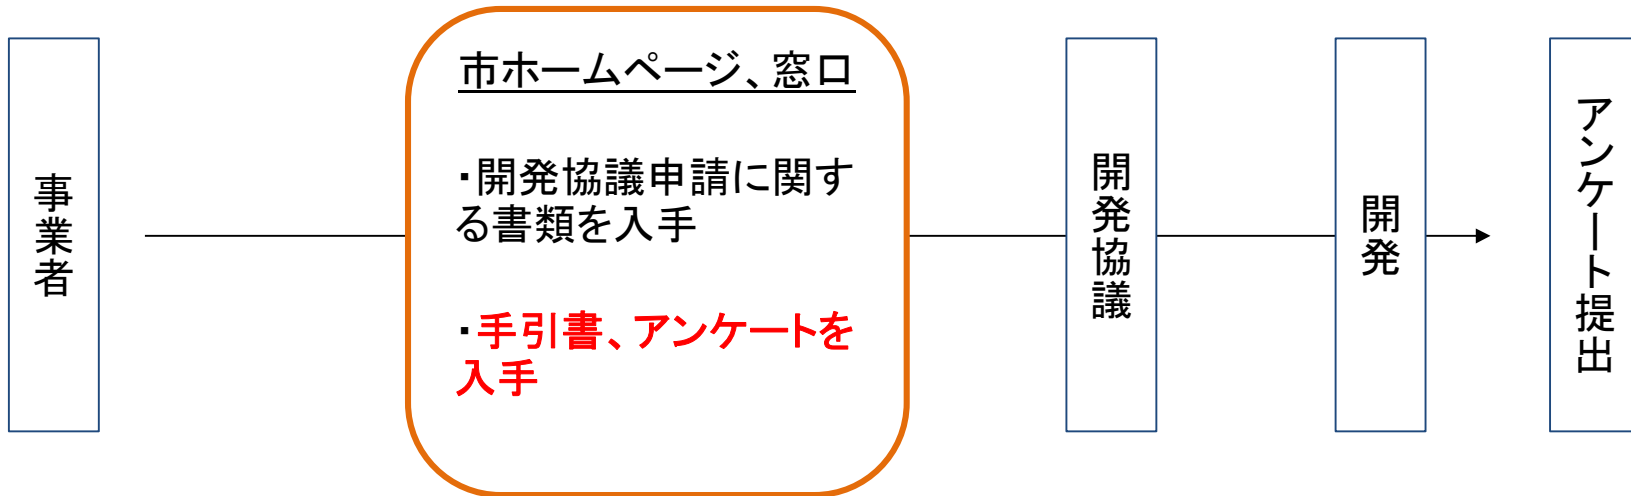 事業者
市ホームページ、窓口
・開発協議申請に関す
る書類を入手
・手引書、アンケートを
入手
開発協議
開発
アンケート提出